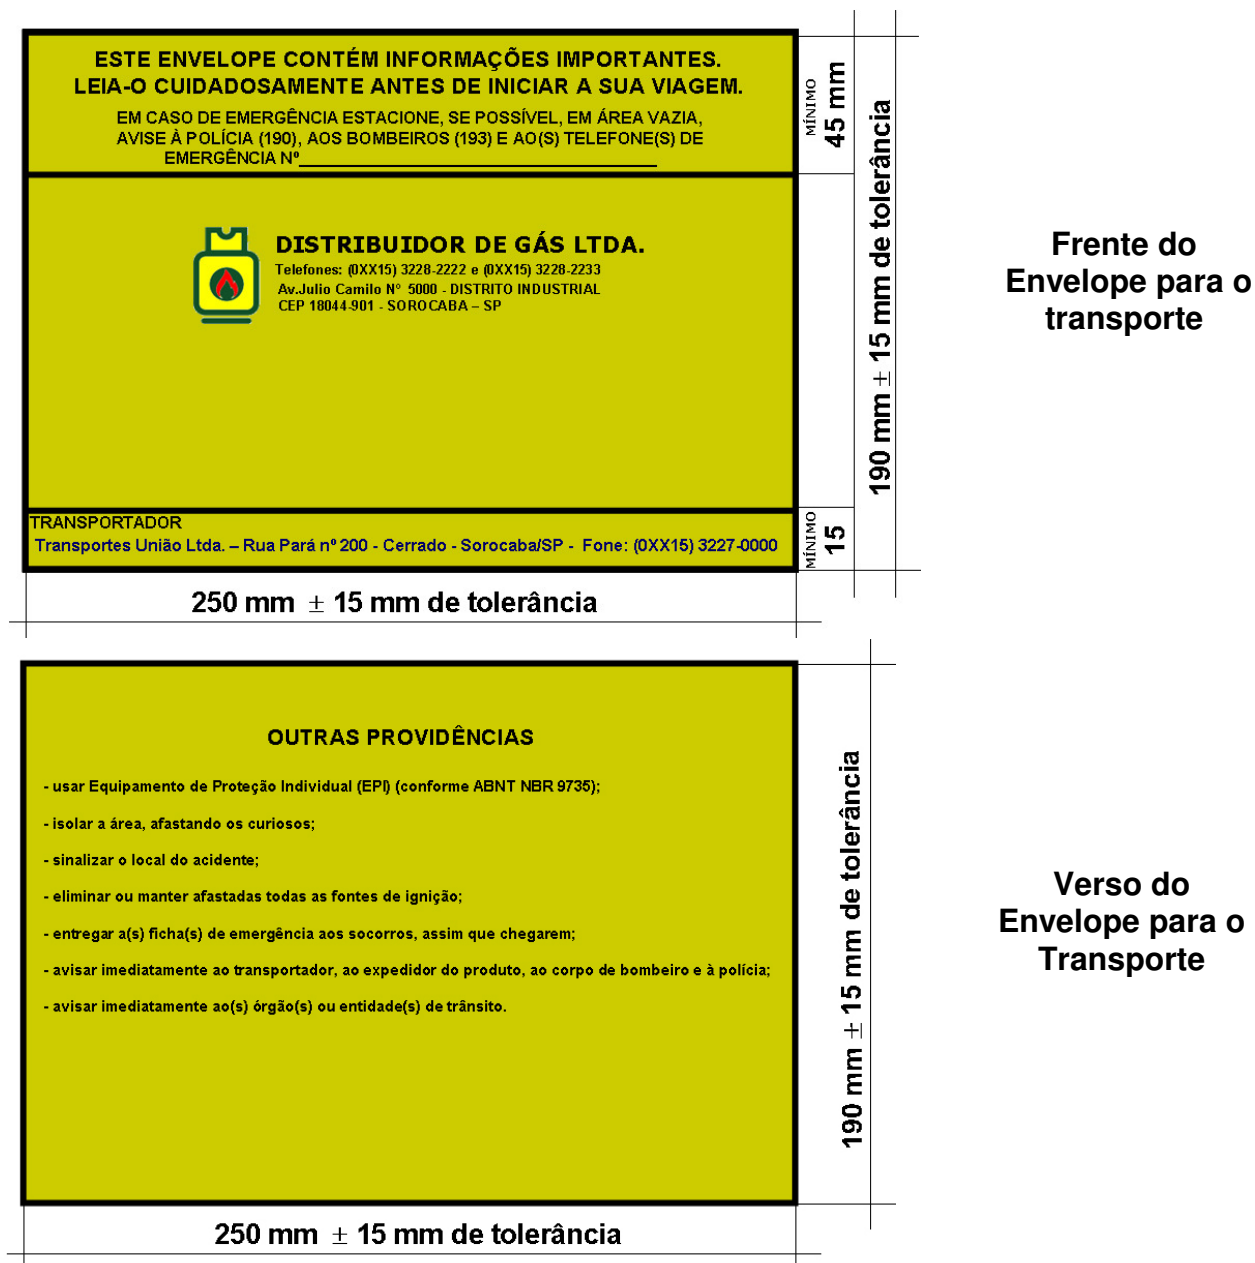 ESTE ENVELOPE CONTÉM INFORMAÇÕES IMPORTANTES.
LEIA-O CUIDADOSAMENTE ANTES DE INICIAR A SUA VIAGEM.
EM CASO DE EMERGÊNCIA ESTACIONE, SE POSSÍVEL, EM ÁREA VAZIA,
AVISE À POLÍCIA (190), AOS BOMBEIROS (193) E AO(S) TELEFONE(S) DE
EMERGÊNCIA Nº
DISTRIBUIDOR DE GÁS LTDA.
Telefones: (0XX15) 3228-2222 e (0XX15) 3228-2233
Av.Julio Camilo Nº 5000 - DISTRITO INDUSTRIAL
CEP 18044-901 - SOROCABA – SP
TRANSPORTADOR
Transportes União Ltda. – Rua Pará nº 200 - Cerrado - Sorocaba/SP - Fone: (0XX15) 3227-0000
MÍNIMO
45 mm
MÍNIMO
15
190 mm ± 15 mm de tolerância
250 mm ± 15 mm de tolerância
Frente do
Envelope para o
transporte
OUTRAS PROVIDÊNCIAS
- usar Equipamento de Proteção Individual (EPI) (conforme ABNT NBR 9735);
- isolar a área, afastando os curiosos;
- sinalizar o local do acidente;
- eliminar ou manter afastadas todas as fontes de ignição;
- entregar a(s) ficha(s) de emergência aos socorros, assim que chegarem;
- avisar imediatamente ao transportador, ao expedidor do produto, ao corpo de bombeiro e à polícia;
- avisar imediatamente ao(s) órgão(s) ou entidade(s) de trânsito.
190 mm ± 15 mm de tolerância
250 mm ± 15 mm de tolerância
Verso do
Envelope para o
Transporte